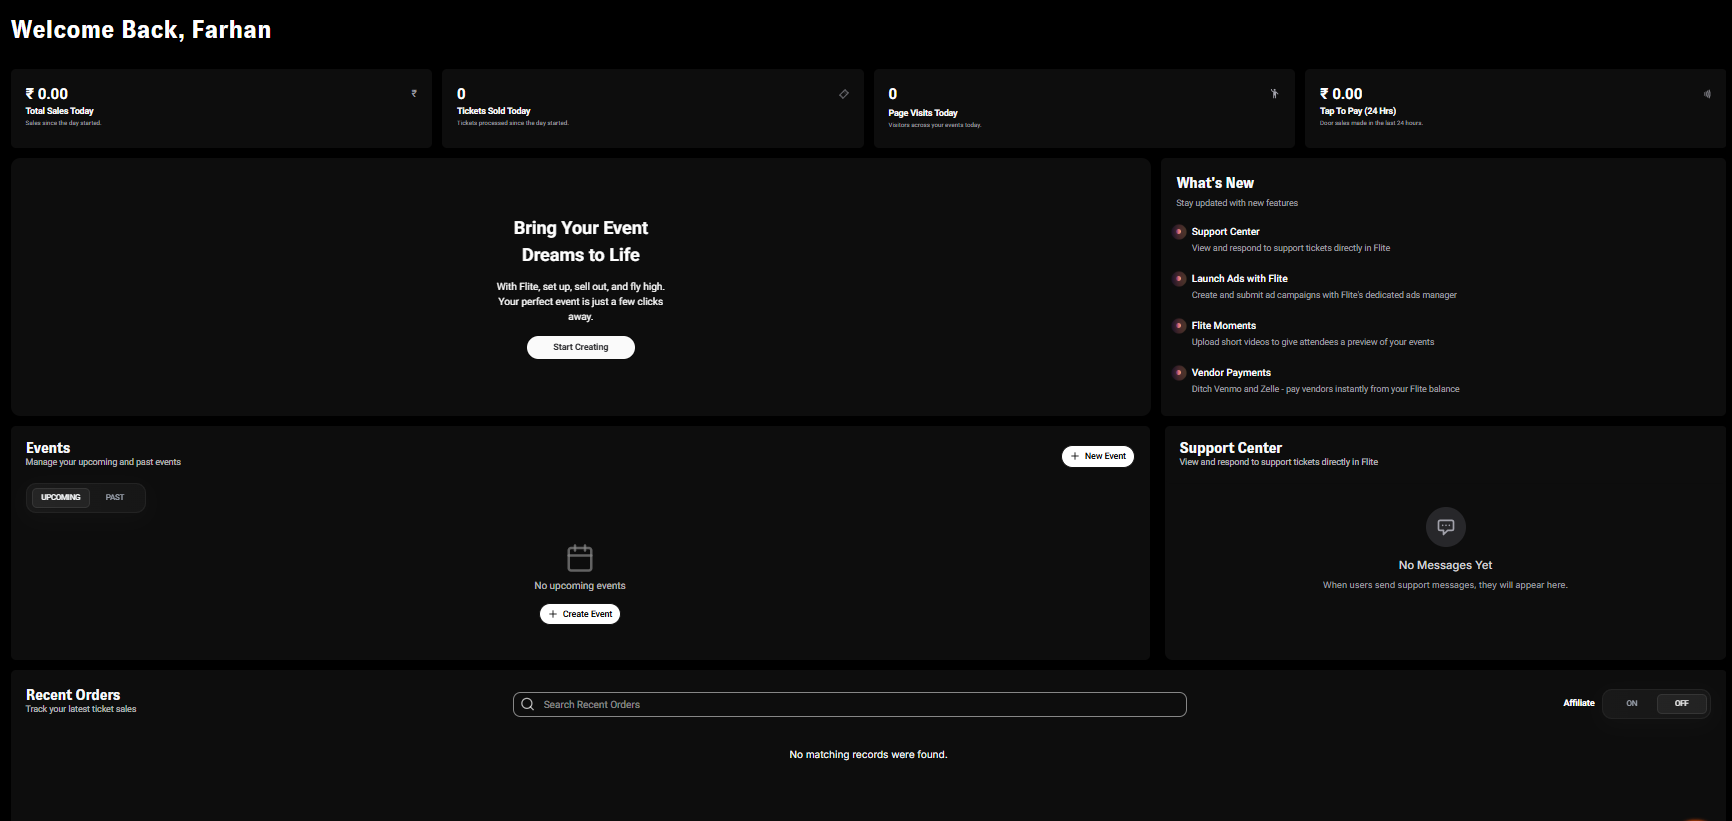 Welcome Back, Farhan
₹ 0.00
Total Sales Today
Sales since the day started.
₹
0
Tickets Sold Today
Tickets processed since the day started.
0
Page Visits Today
Visitors across your events today.
₹ 0.00
Tap To Pay (24 Hrs)
Door sales made in the last 24 hours.
Bring Your Event
Dreams to Life
With Flite, set up, sell out, and fly high.
Your perfect event is just a few clicks
away.
Start Creating
What's New
Stay updated with new features
Support Center
View and respond to support tickets directly in Flite
Launch Ads with Flite
Create and submit ad campaigns with Flite's dedicated ads manager
Flite Moments
Upload short videos to give attendees a preview of your events
Vendor Payments
Ditch Venmo and Zelle - pay vendors instantly from your Flite balance
Events
Manage your upcoming and past events
+ New Event
UPCOMING PAST
No upcoming events
+ Create Event
Support Center
View and respond to support tickets directly in Flite
No Messages Yet
When users send support messages, they will appear here.
Recent Orders
Track your latest ticket sales
Search Recent Orders
Affiliate ON OFF
No matching records were found.